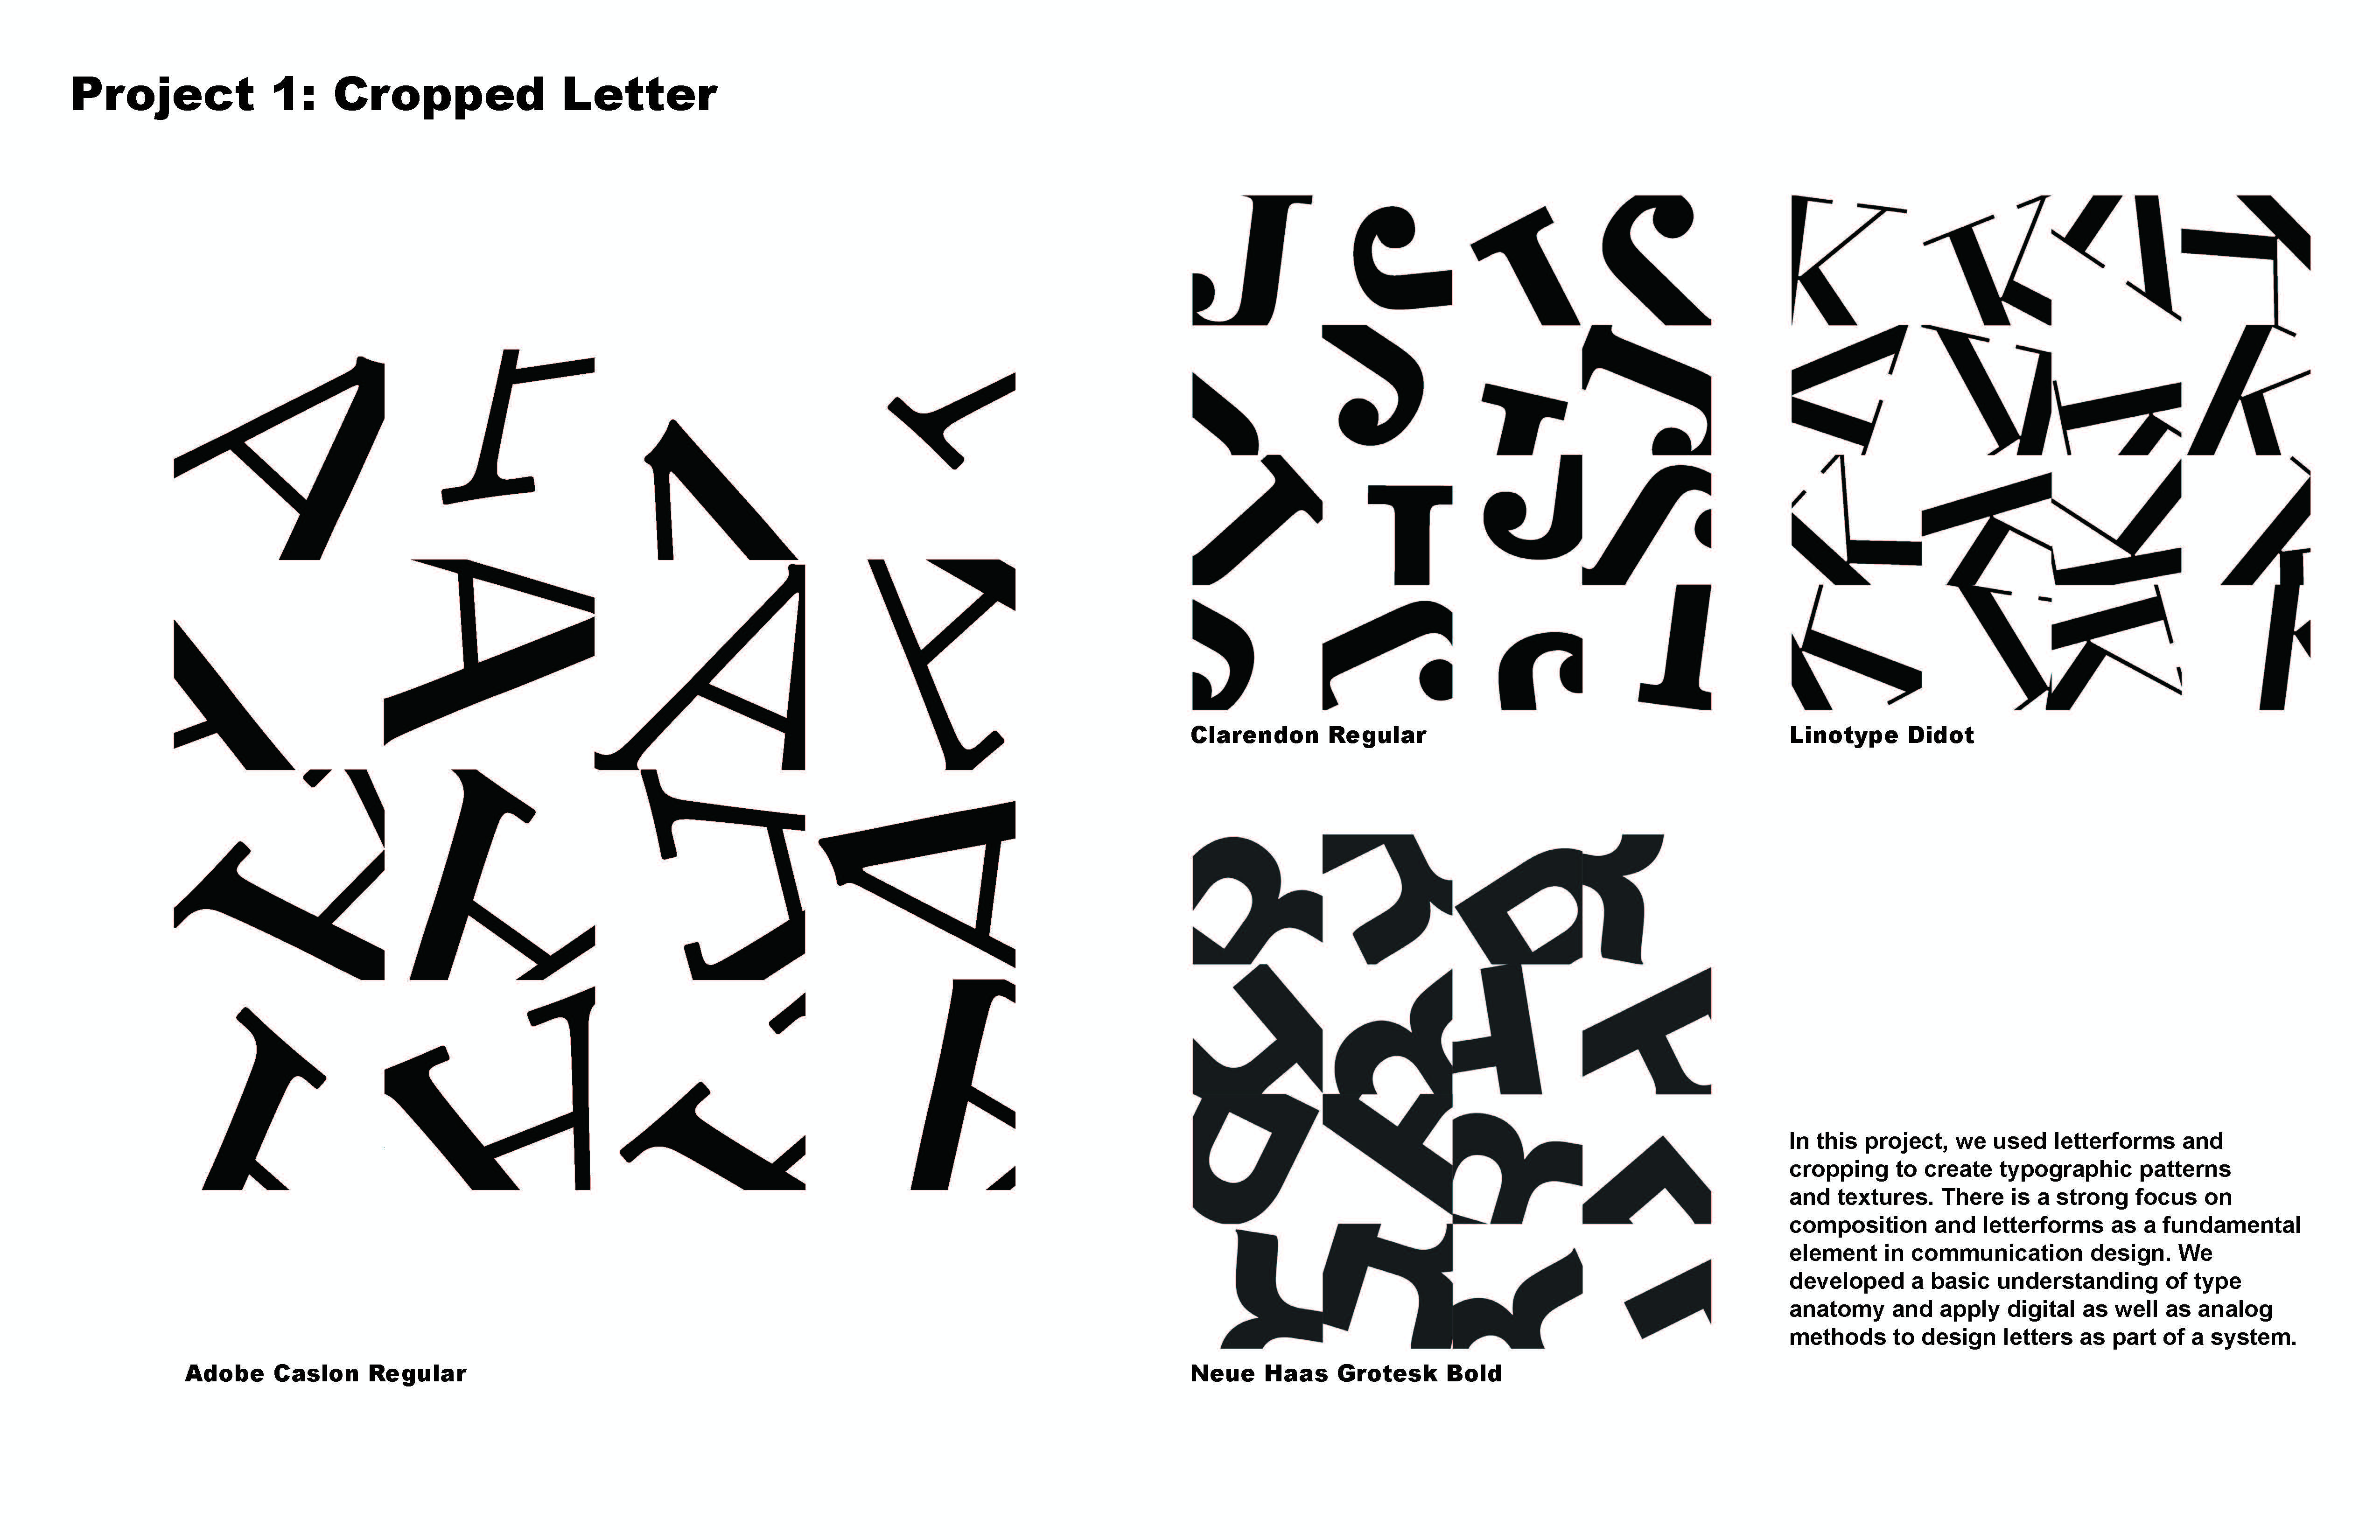 Project 1: Cropped Letter
Clarendon Regular
Linotype Didot
Adobe Caslon Regular
Neue Haas Grotesk Bold
In this project, we used letterforms and
cropping to create typographic patterns
and textures. There is a strong focus on
composition and letterforms as a fundamental
element in communication design. We
developed a basic understanding of type
anatomy and apply digital as well as analog
methods to design letters as part of a system.